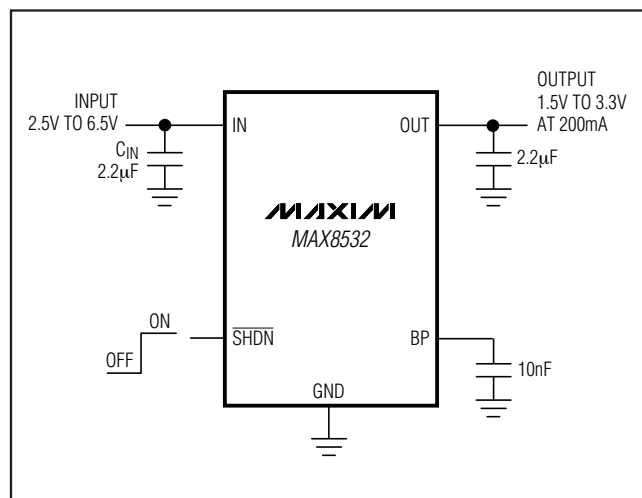 INPUT
2.5V TO 6.5V
CIN
2.2µF
IN
OUT
OUTPUT
1.5V TO 3.3V
AT 200mA
2.2µF
MAXIM
MAX8532
ON
OFF
SHDN
BP
10nF
GND